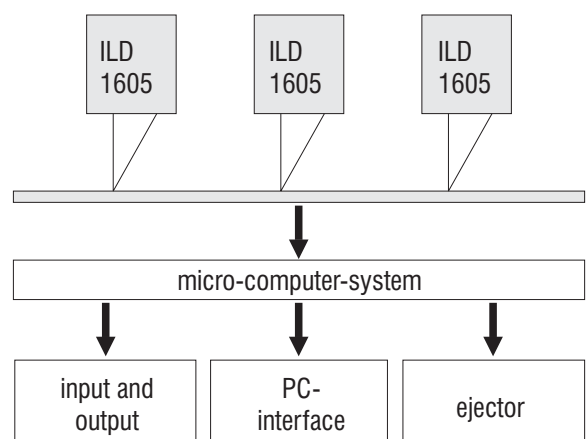 ILD
1605
ILD
1605
ILD
1605
micro-computer-system
input and
output
PC-
interface
ejector